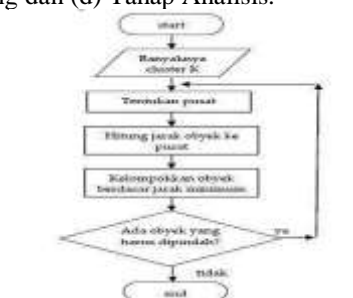 ng dan (d) Tahap Analisis.
start
Banyaknya
cluster K
Tentukan pusat
Hitung jarak obyek ke
pusat
Kelompokkan obyek
berdasar jarak minimum
Ada obyek yang
harus dipindah?
ya
tidak
end